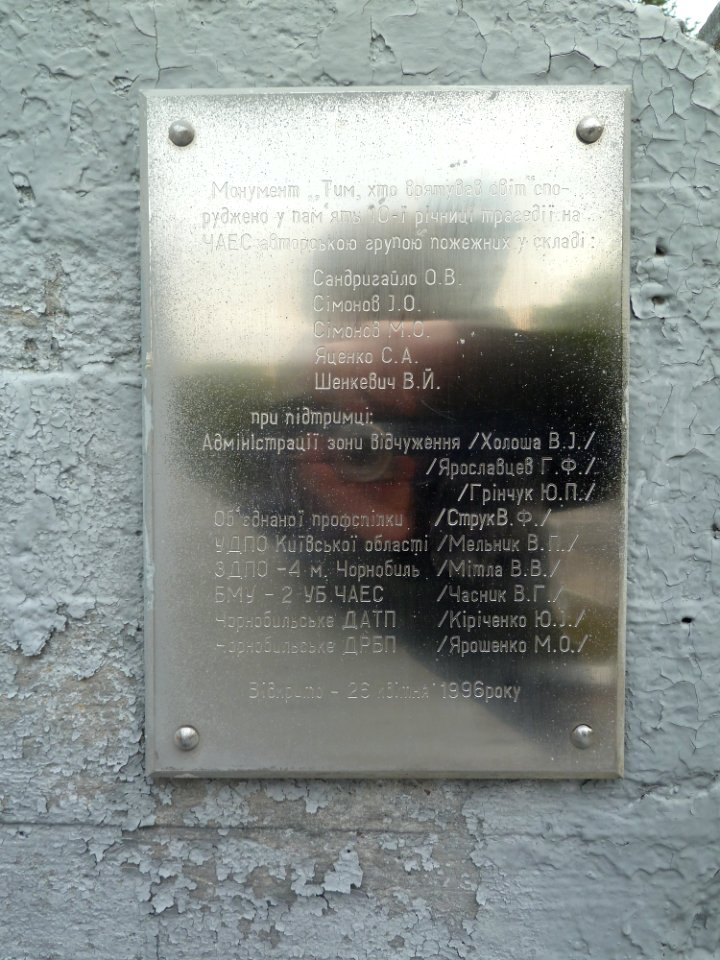 Монумент „Тим, хто врятував світ" спо-
руджено у пам'ять 10-ї річниці трагедії на
ЧАЕС авторською групою пожежних у складі:
Сандригайло О.В.
Сімонов І.О.
Сімонов М.О.
Яценко С.А.
Шенкевич В.Й.
при підтримці:
Адміністрації зони відчуження /Холоша В.І./
/Ярославцев Г.Ф./
/Грінчук Ю.П./
Об'єднаної профспілки /Струк В.Ф./
УДПО Київської області /Мельник В.П./
ЗДПО -4 м. Чорнобиль /Мітла В.В./
БМУ - 2 УБ.ЧАЕС /Часник В.Г./
Чорнобильське ДАТП /Кіріченко Ю.І./
Чорнобильське ДРБП /Ярошенко М.О./
Відкрито - 26 квітня 1996року